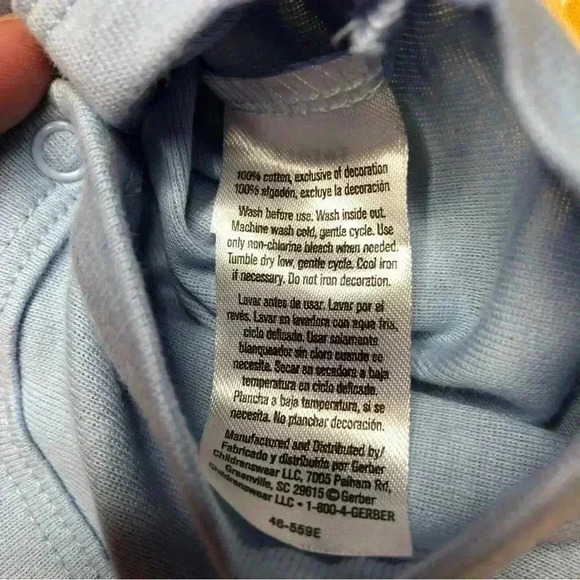 100% cotton, exclusive of decoration
100% algodón, excluye la decoración
Wash before use. Wash inside out.
Machine wash cold, gentle cycle. Use
only non-chlorine bleach when needed.
Tumble dry low, gentle cycle. Cool iron
if necessary. Do not iron decoration.
Lavar antes de usar. Lavar por el
revés. Lavar en lavadora con agua fria,
ciclo delicado. Usar solamente
blanqueador sin cloro cuando se
necesite. Secar en secadora a baja
temperatura en ciclo delicado.
Plancha a baja temperatura, si se
necesita. No planchar decoración.
Manufactured and Distributed by/
Fabricado y distribuido por Gerber
Childrenswear LLC, 7005 Pelham Rd,
Greenville, SC 29615 © Gerber
Childrenswear LLC • 1-800-4-GERBER
46-559E